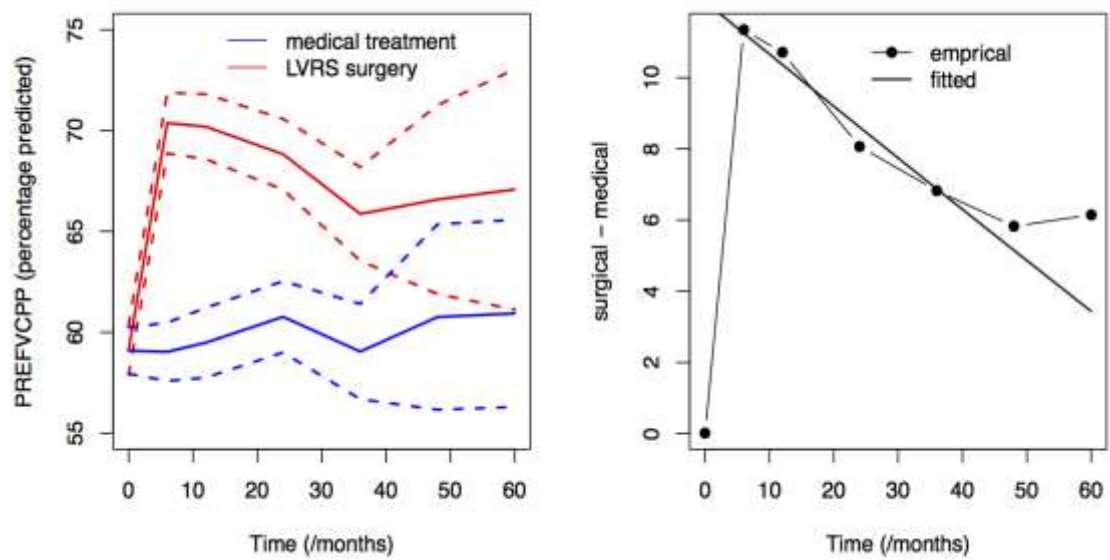 PREFVCPP (percentage predicted)
75
70
65
60
55
medical treatment
LVRS surgery
0 10 20 30 40 50 60
Time (/months)
surgical − medical
10
8
6
4
2
0
emprical
fitted
0 10 20 30 40 50 60
Time (/months)